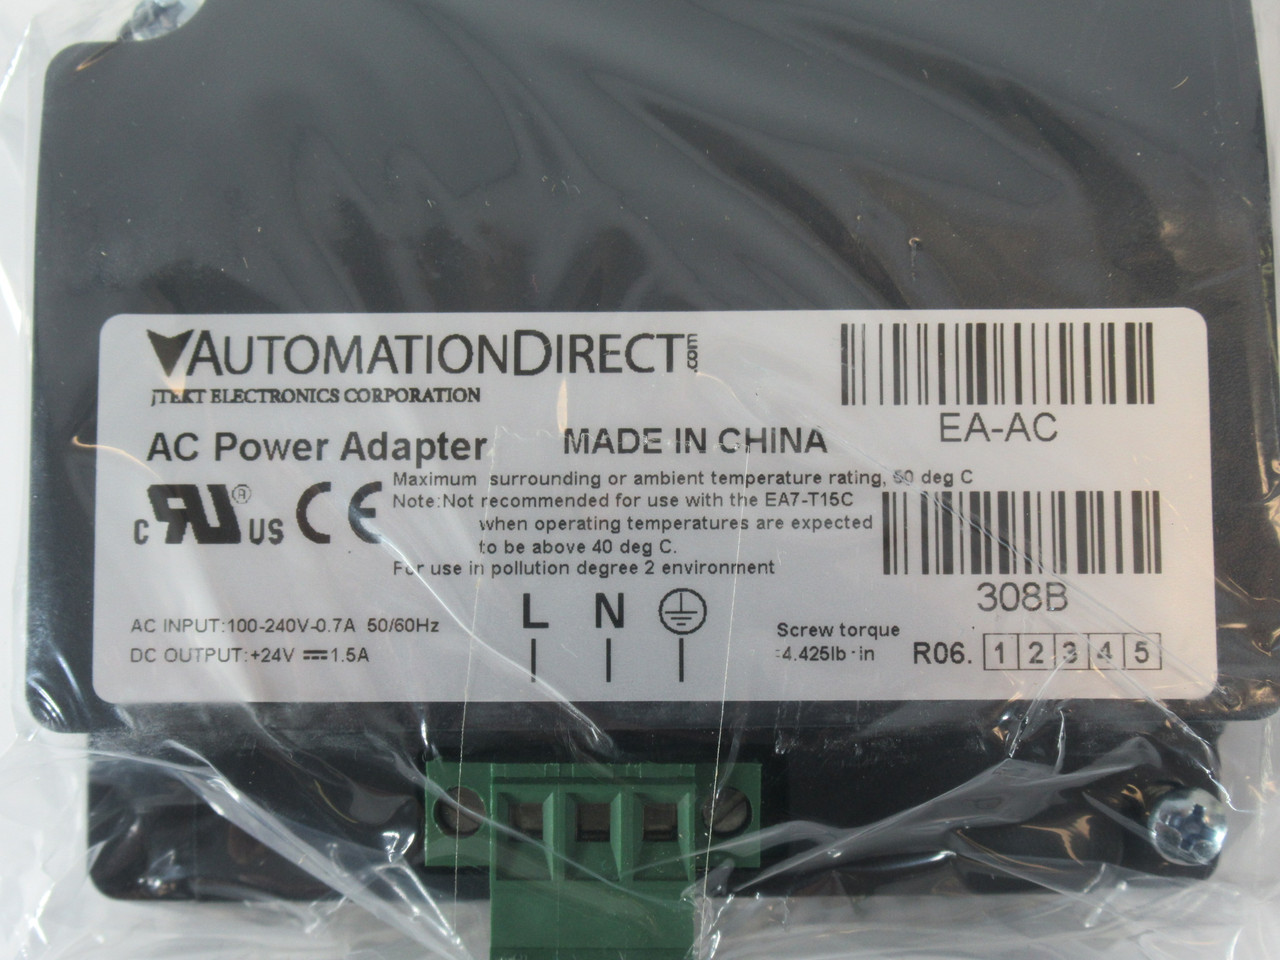 AUTOMATIONDIRECT.com
JTEKT ELECTRONICS CORPORATION
EA-AC
AC Power Adapter MADE IN CHINA
Maximum surrounding or ambient temperature rating, deg C
Note:Not recommended for use with the EA7-T15C
when operating temperatures are expected
to be above 40 deg C.
For use in pollution degree 2 environment
C RU ® US CE
308B
L N
AC INPUT:100-240V-0.7A 50/60Hz
DC OUTPUT:+24V 1.5A
Screw torque
4.425lb·in
R06. 1 2 3 4 5